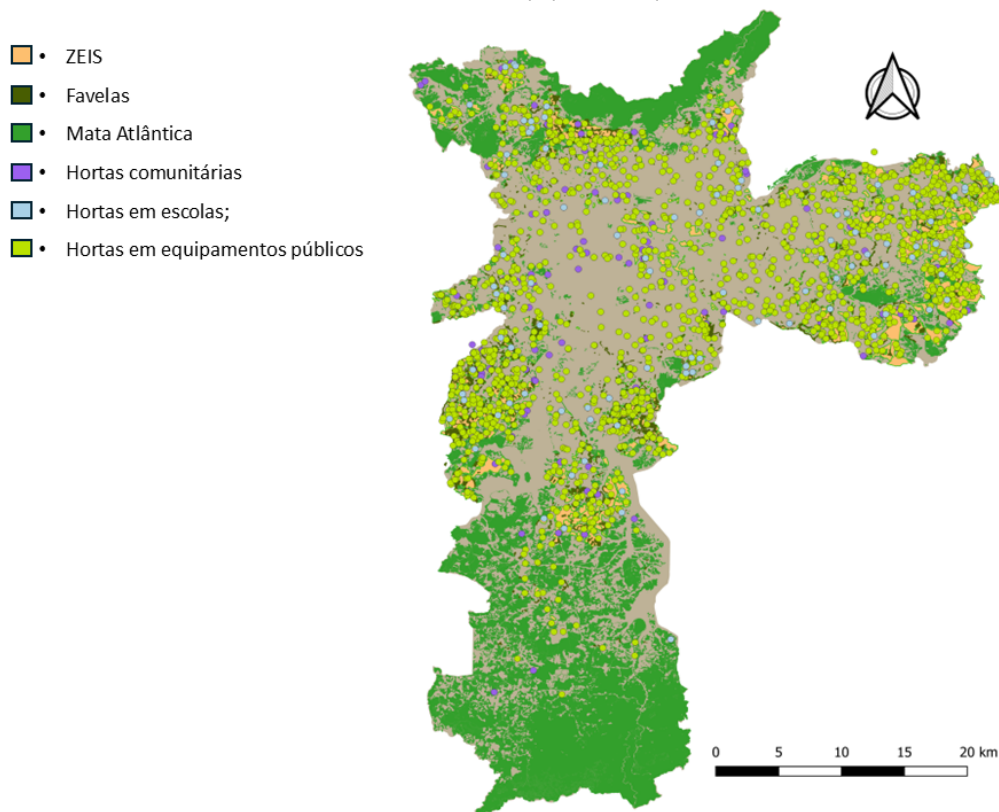 • ZEIS
• Favelas
• Mata Atlântica
• Hortas comunitárias
• Hortas em escolas;
• Hortas em equipamentos públicos
0 5 10 15 20 km